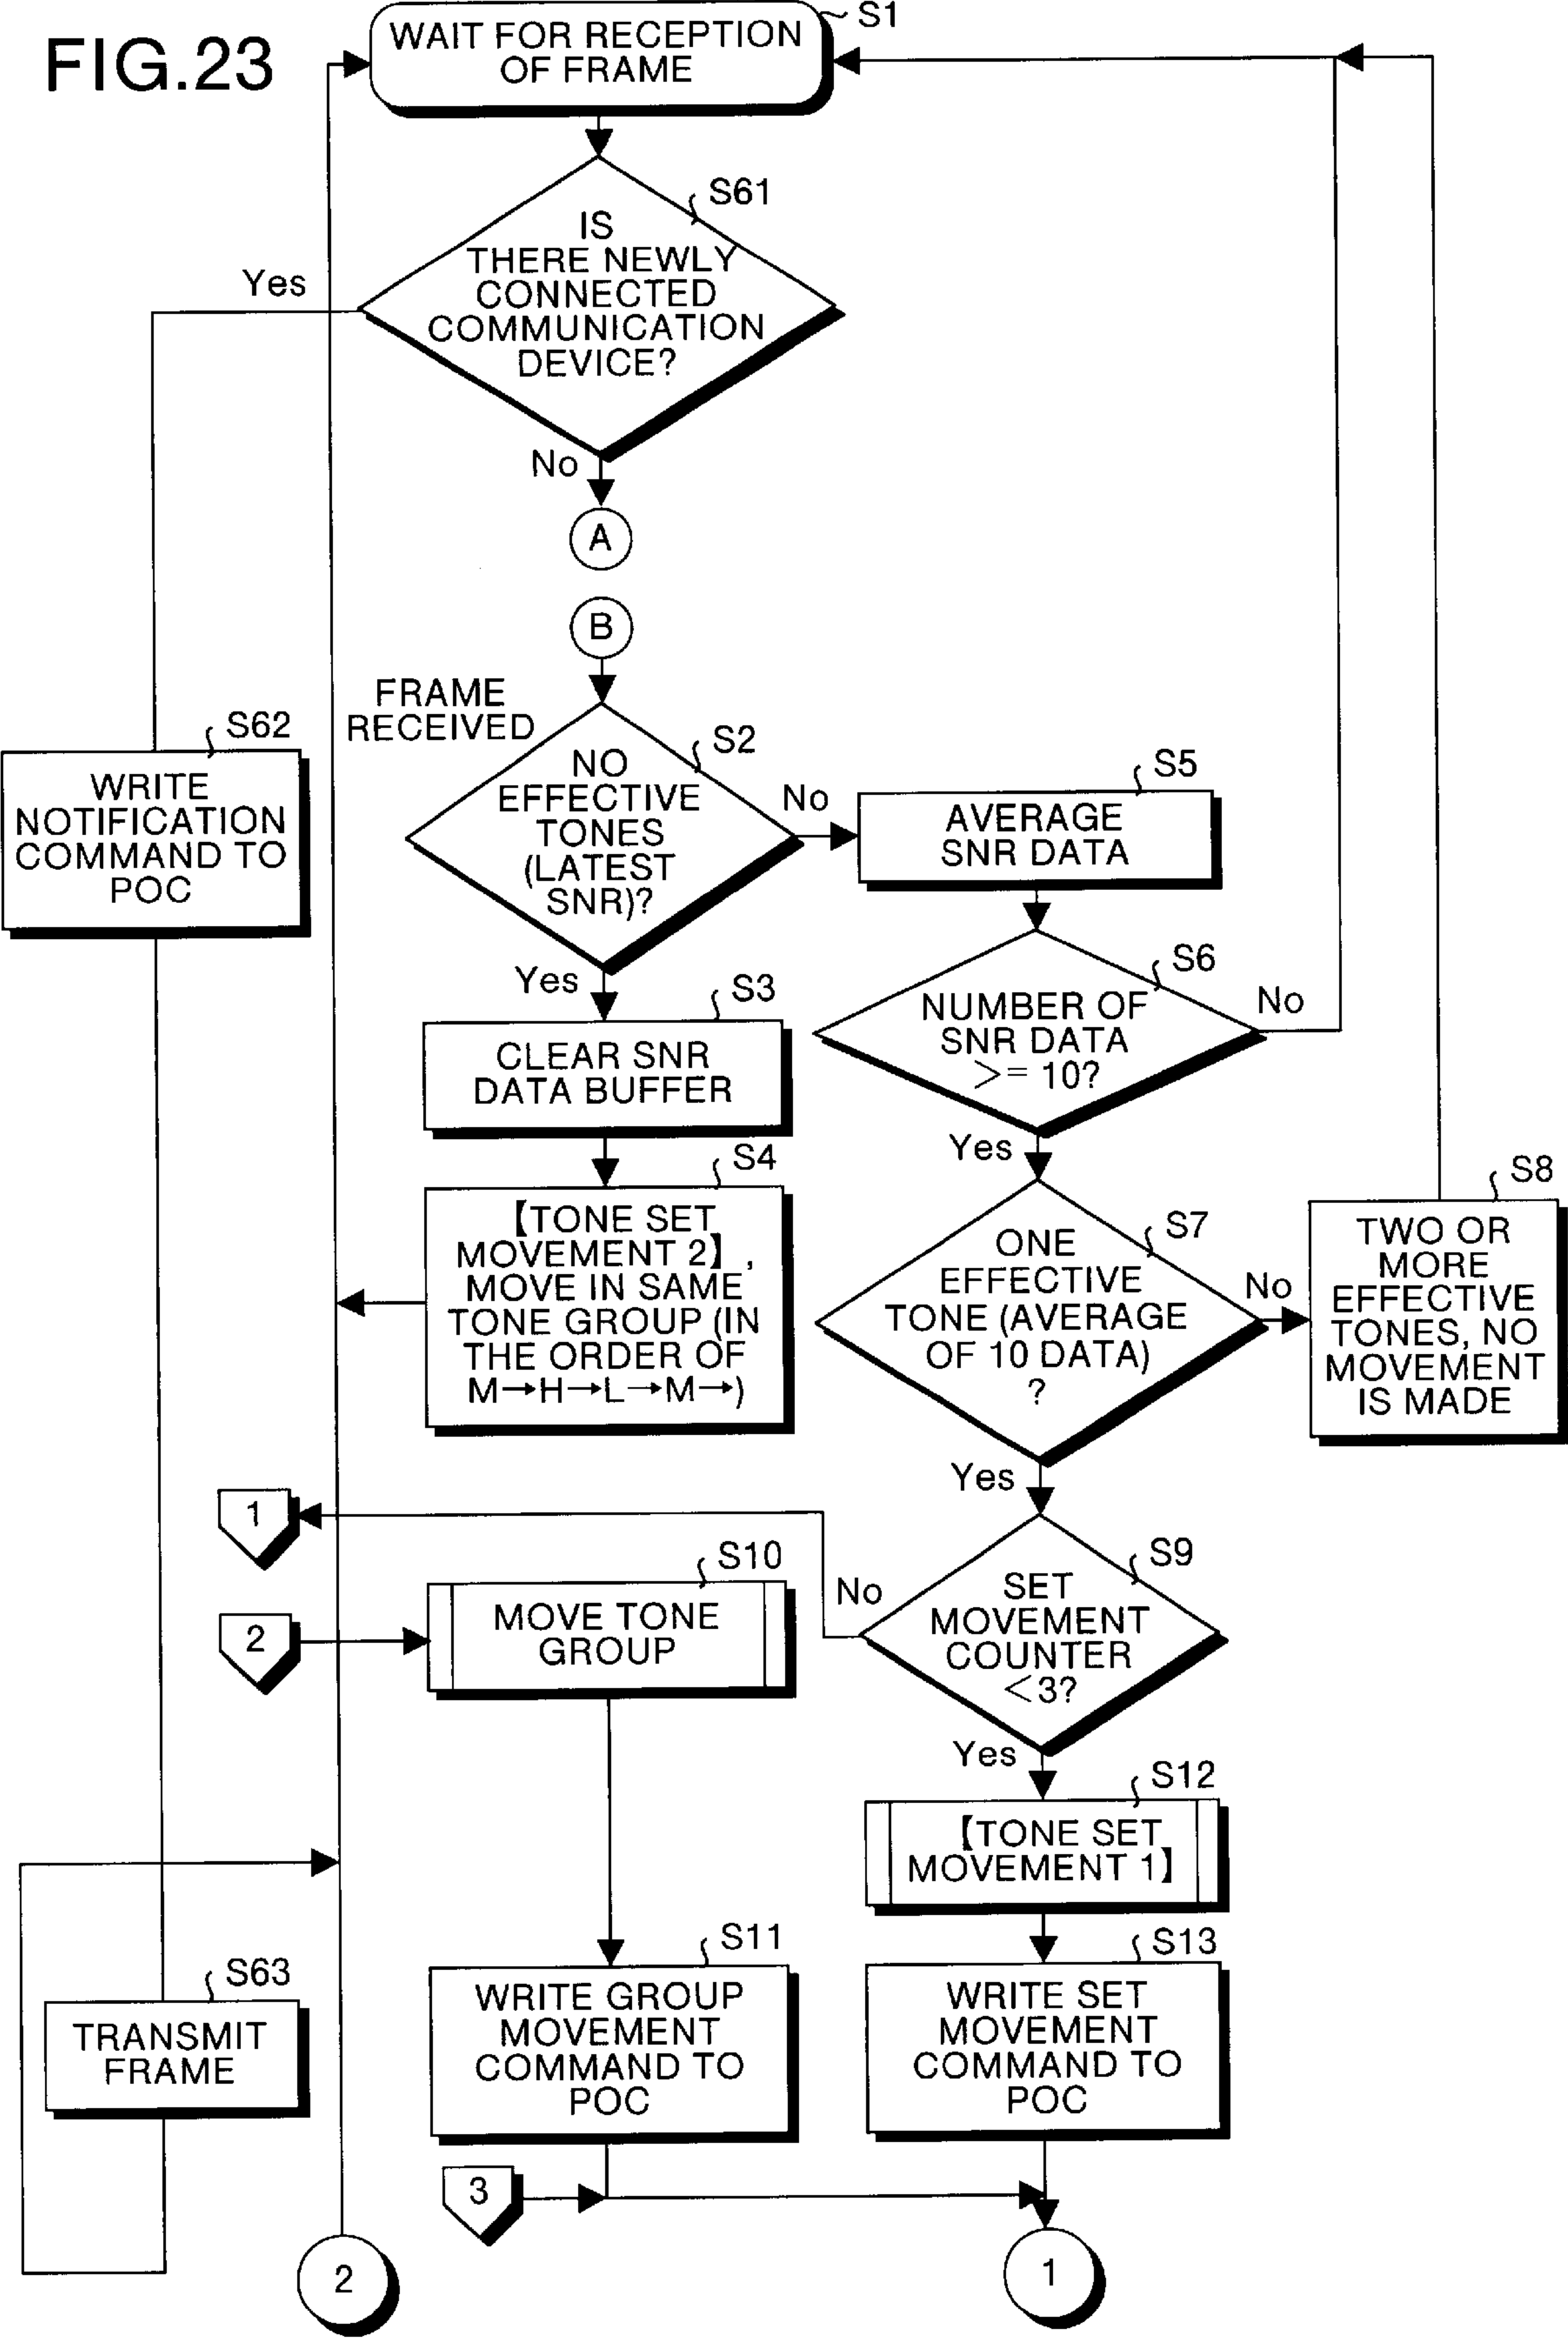 FIG.23
WAIT FOR RECEPTION
OF FRAME
S1
S61
IS
THERE NEWLY
CONNECTED
COMMUNICATION
DEVICE?
Yes
No
A
B
FRAME
RECEIVED
S62
WRITE
NOTIFICATION
COMMAND TO
POC
S2
NO
EFFECTIVE
TONES
(LATEST
SNR)?
No
Yes
S5
AVERAGE
SNR DATA
S6
NUMBER OF
SNR DATA
>= 10?
No
Yes
S3
CLEAR SNR
DATA BUFFER
S4
【TONE SET
MOVEMENT 2】,
MOVE IN SAME
TONE GROUP (IN
THE ORDER OF
M→H→L→M→)
S7
ONE
EFFECTIVE
TONE (AVERAGE
OF 10 DATA)
?
No
Yes
S8
TWO OR
MORE
EFFECTIVE
TONES, NO
MOVEMENT
IS MADE
1
S9
SET
MOVEMENT
COUNTER
<3?
No
Yes
2
S10
MOVE TONE
GROUP
S12
【TONE SET
MOVEMENT 1】
S11
WRITE GROUP
MOVEMENT
COMMAND TO
POC
S13
WRITE SET
MOVEMENT
COMMAND TO
POC
S63
TRANSMIT
FRAME
3
2
1